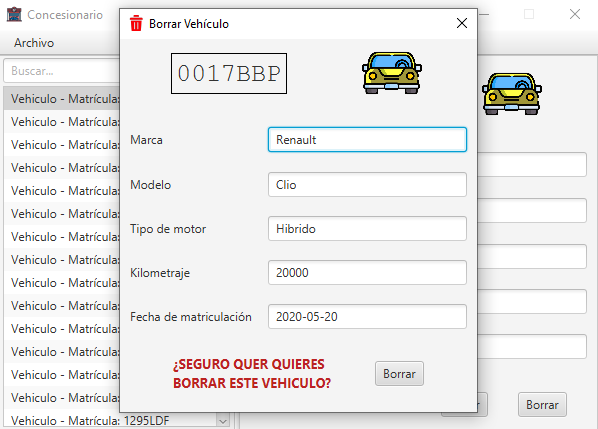 Concesionario
Archivo
Buscar...
Vehiculo - Matrícula:
Vehiculo - Matrícula:
Vehiculo - Matrícula:
Vehiculo - Matrícula:
Vehiculo - Matrícula:
Vehiculo - Matrícula:
Vehiculo - Matrícula:
Vehiculo - Matrícula:
Vehiculo - Matrícula:
Vehiculo - Matrícula:
Vehiculo - Matrícula:
Vehiculo - Matrícula:
Vehiculo - Matrícula:
Vehiculo - Matrícula:
Vehiculo - Matrícula: 1295LDF
Borrar Vehículo
0017BBP
Marca
Renault
Modelo
Clio
Tipo de motor
Hibrido
Kilometraje
20000
Fecha de matriculación
2020-05-20
¿SEGURO QUER QUIERES
BORRAR ESTE VEHICULO?
Borrar
Borrar